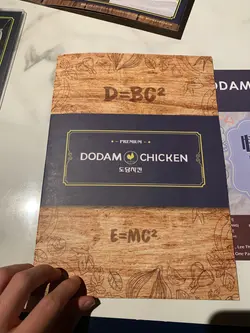 D=BC²
PREMIUM
DODAM CHICKEN
도담치킨
E=MC²
DODAM